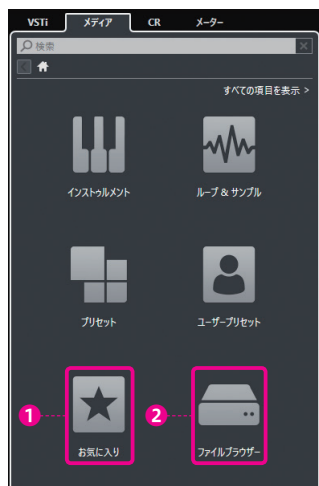 VSTi メディア CR メーター
検索
すべての項目を表示 >
インストゥルメント ループ & サンプル
プリセット ユーザープリセット
1 2
お気に入り ファイルブラウザー